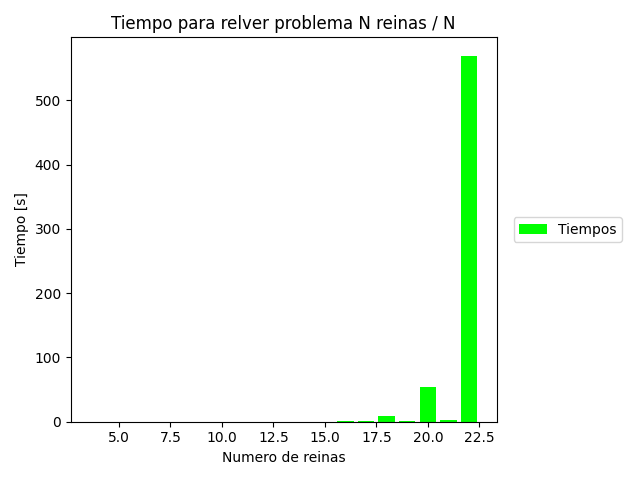 Tiempo para relver problema N reinas / N
Tiempo [s]
500
400
300
200
100
0
5.0 7.5 10.0 12.5 15.0 17.5 20.0 22.5
Numero de reinas
Tiempos